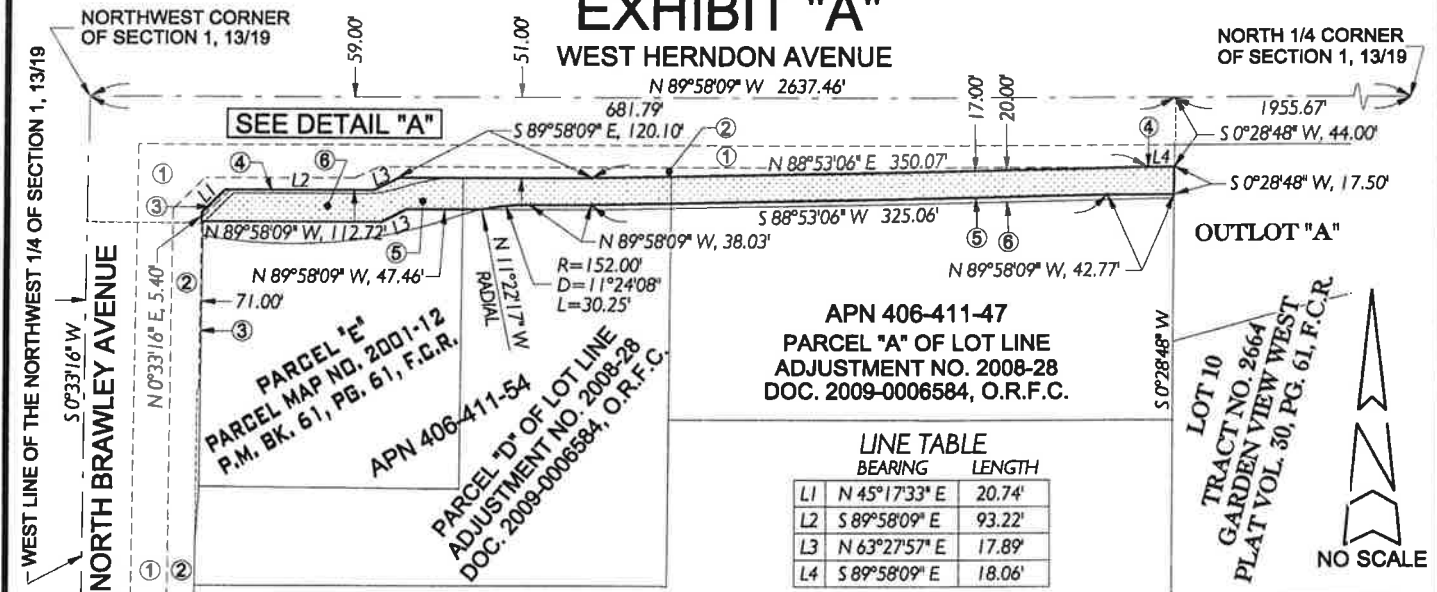 EXHIBIT "A"
WEST HERNDON AVENUE
NORTHWEST CORNER
OF SECTION 1, 13/19
59.00'
51.00'
NORTH 1/4 CORNER
OF SECTION 1, 13/19
N 89°58'09" W 2637.46'
681.79'
1955.67'
SEE DETAIL "A"
S 89°58'09" E, 120.10'
②
①
17.00'
20.00'
④
S 0°28'48" W, 44.00'
N 88°53'06" E 350.07'
L4
①
④
⑥
L1
L2
L3
③
S 0°28'48" W, 17.50'
N 89°58'09" W, 112.72'
L3
⑤
S 88°53'06" W 325.06'
N 89°58'09" W, 38.03'
⑤
⑥
OUTLOT "A"
N 89°58'09" W, 47.46'
R=152.00'
D=11°24'08"
L=30.25'
N 89°58'09" W, 42.77'
N 11°22'17" W
RADIAL
②
71.00'
③
N 0°33'16" E, 5.40'
WEST LINE OF THE NORTHWEST 1/4 OF SECTION 1, 13/19
S 0°33'16" W
NORTH BRAWLEY AVENUE
①
②
PARCEL "E"
PARCEL MAP NO. 2001-12
P.M. BK. 61, PG. 61, F.C.R.
APN 406-411-54
PARCEL "D" OF LOT LINE
ADJUSTMENT NO. 2008-28
DOC. 2009-0006584, O.R.F.C.
APN 406-411-47
PARCEL "A" OF LOT LINE
ADJUSTMENT NO. 2008-28
DOC. 2009-0006584, O.R.F.C.
S 0°28'48" W
LOT 10
TRACT NO. 2664
GARDEN VIEW WEST
PLAT VOL. 30, PG. 61, F.C.R.
LINE TABLE
BEARING LENGTH
L1 N 45°17'33" E 20.74'
L2 S 89°58'09" E 93.22'
L3 N 63°27'57" E 17.89'
L4 S 89°58'09" E 18.06'
N
NO SCALE